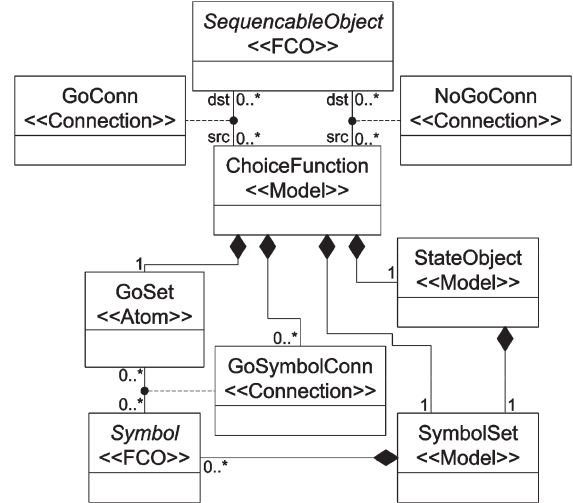 SequencableObject
<<FCO>>
GoConn
<<Connection>>
dst 0..*
dst 0..*
NoGoConn
<<Connection>>
src 0..*
src 0..*
ChoiceFunction
<<Model>>
1
GoSet
<<Atom>>
1
StateObject
<<Model>>
0..*
0..*
GoSymbolConn
<<Connection>>
0..*
1
1
Symbol
<<FCO>>
0..*
SymbolSet
<<Model>>